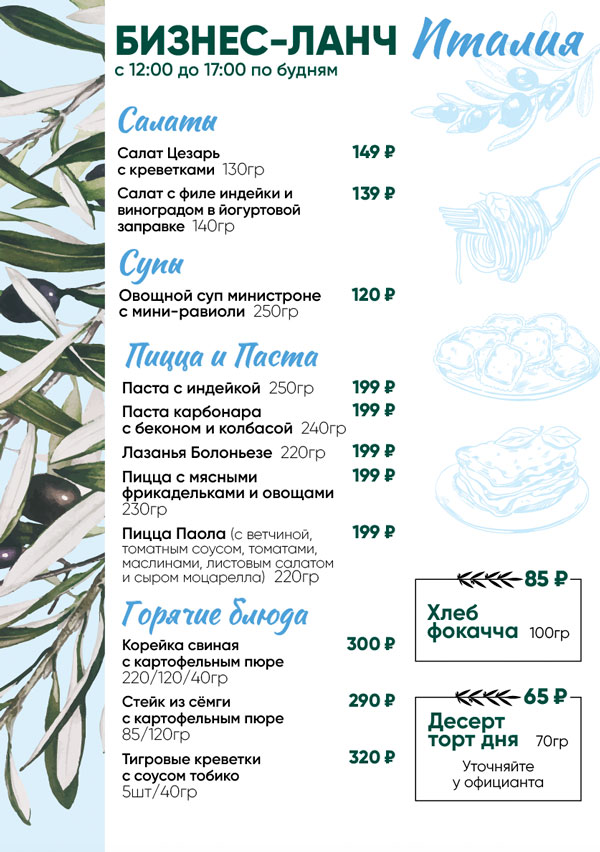 БИЗНЕС-ЛАНЧ Италия
с 12:00 до 17:00 по будням
Салаты
Салат Цезарь 149 ₽
с креветками 130гр
Салат с филе индейки и 139 ₽
виноградом в йогуртовой
заправке 140гр
Супы
Овощной суп министроне 120 ₽
с мини-равиоли 250гр
Пицца и Паста
Паста с индейкой 250гр 199 ₽
Паста карбонара 199 ₽
с беконом и колбасой 240гр
Лазанья Болоньезе 220гр 199 ₽
Пицца с мясными 199 ₽
фрикадельками и овощами
230гр
Пицца Паола (с ветчиной, 199 ₽
томатным соусом, томатами,
маслинами, листовым салатом
и сыром моцарелла) 220гр
Горячие блюда
Корейка свиная 300 ₽
с картофельным пюре
220/120/40гр
Стейк из сёмги 290 ₽
с картофельным пюре
85/120гр
Тигровые креветки 320 ₽
с соусом тобико
5шт/40гр
85 ₽
Хлеб
фокачча 100гр
65 ₽
Десерт
торт дня 70гр
Уточняйте
у официанта